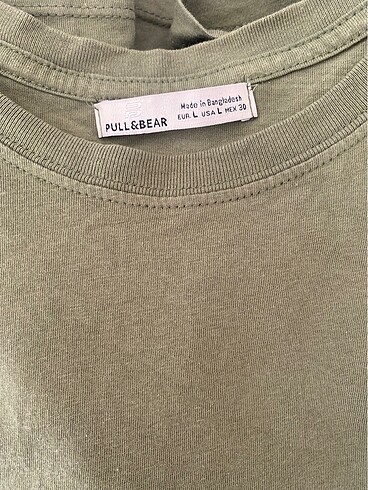 Made in Bangladesh
PULL&BEAR
EUR L USA L MEX 30